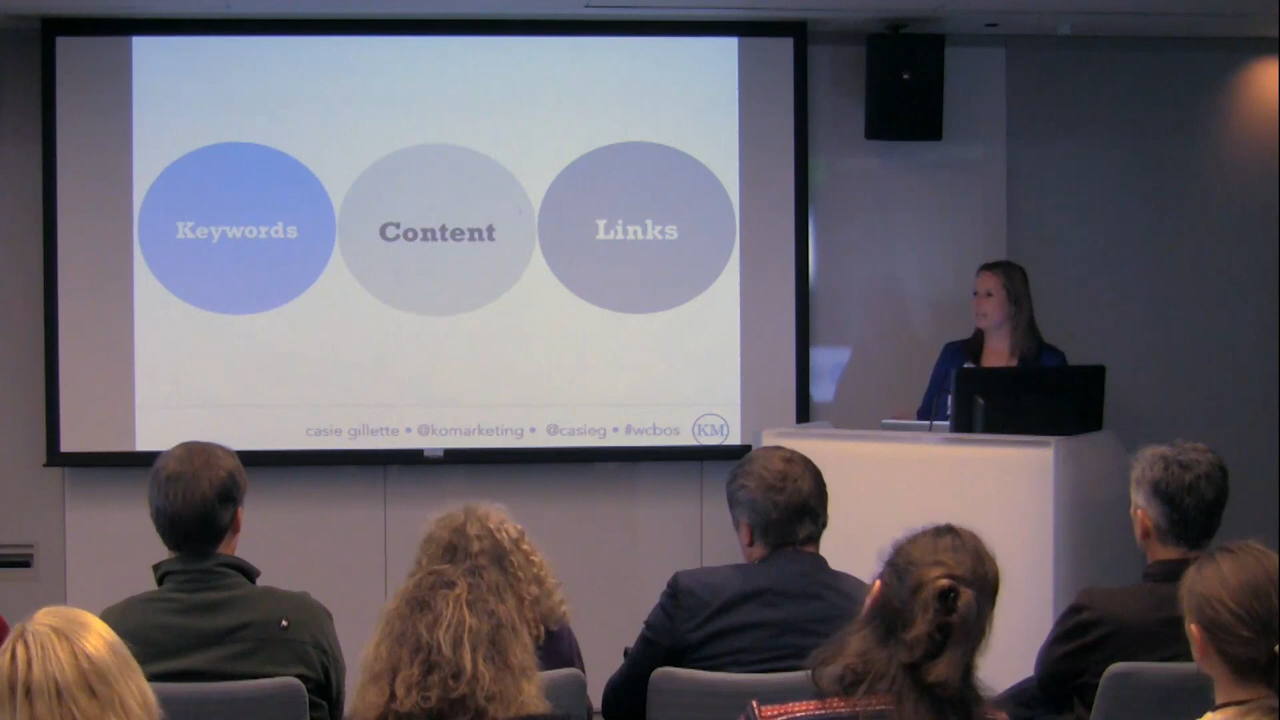 Keywords
Content
Links
casie gillette • @komarketing • @casieg • #wcbos
KM